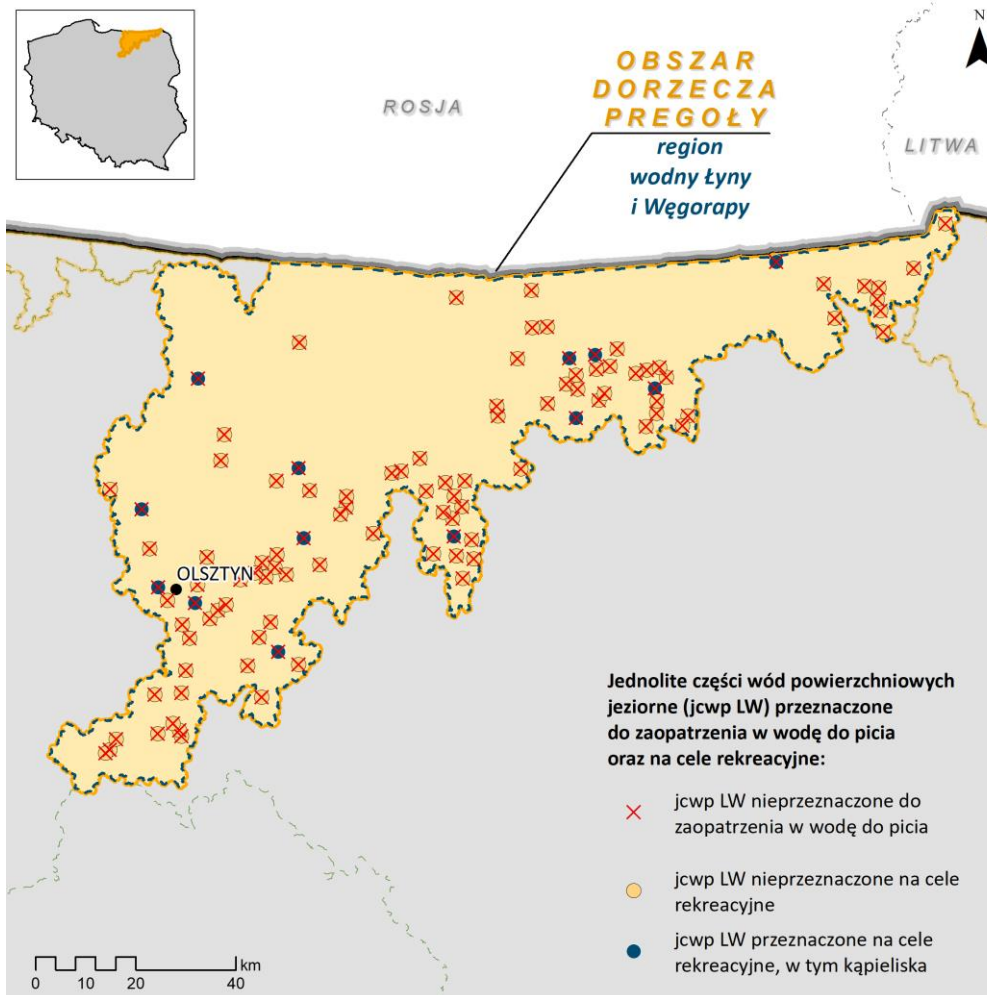 N
OBSZAR
DORZECZA
PREGOŁY
region
wodny Łyny
i Węgorapy
ROSJA
LITWA
OLSZTYN
Jednolite części wód powierzchniowych
jeziorne (jcwp LW) przeznaczone
do zaopatrzenia w wodę do picia
oraz na cele rekreacyjne:
jcwp LW nieprzeznaczone do
zaopatrzenia w wodę do picia
jcwp LW nieprzeznaczone na cele
rekreacyjne
jcwp LW przeznaczone na cele
rekreacyjne, w tym kąpieliska
km
0 10 20 40